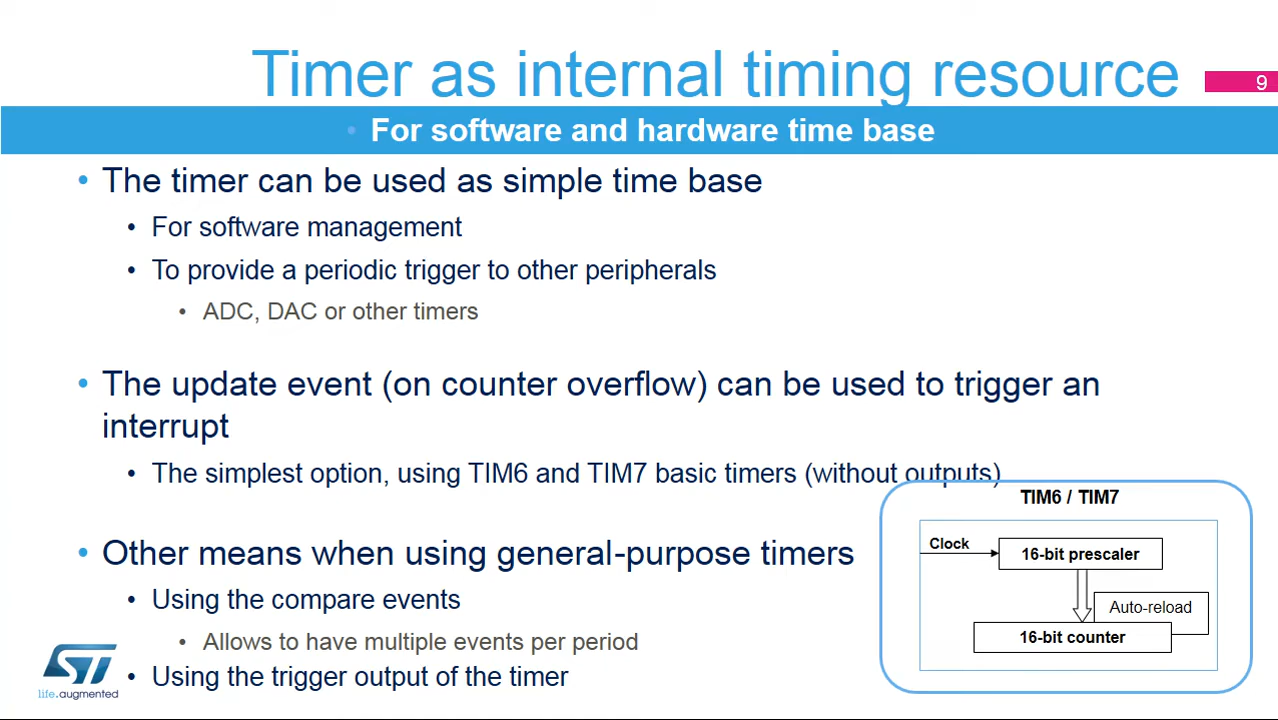 Timer as internal timing resource
9
• For software and hardware time base
• The timer can be used as simple time base
• For software management
• To provide a periodic trigger to other peripherals
• ADC, DAC or other timers
• The update event (on counter overflow) can be used to trigger an
interrupt
• The simplest option, using TIM6 and TIM7 basic timers (without outputs)
TIM6 / TIM7
Clock
16-bit prescaler
Auto-reload
16-bit counter
• Other means when using general-purpose timers
• Using the compare events
• Allows to have multiple events per period
• Using the trigger output of the timer
ST
life.augmented